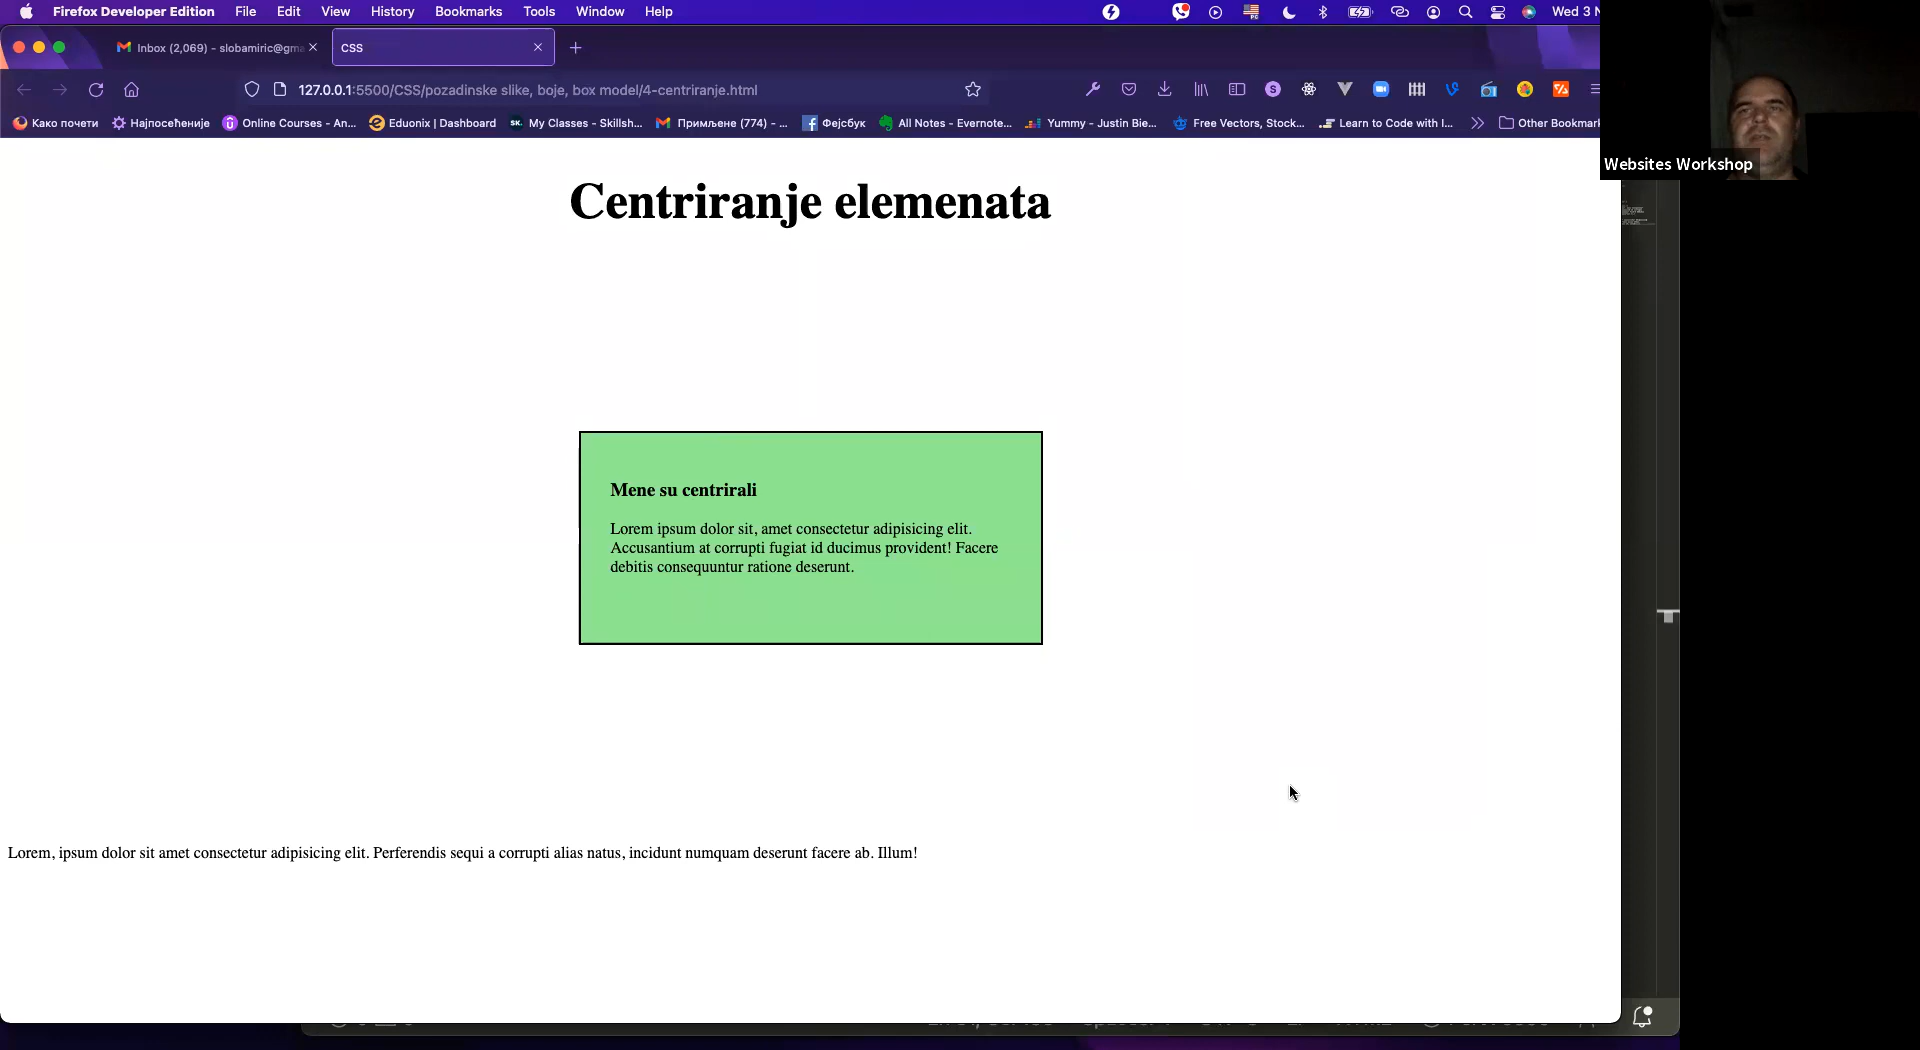 Firefox Developer Edition File Edit View History Bookmarks Tools Window Help Wed 3
Inbox (2,069) - slobamiric@gma
CSS
127.0.0.1:5500/CSS/pozadinske slike, boje, box model/4-centriranje.html
Како почети Најпосећеније Online Courses - An... Eduonix | Dashboard My Classes - Skillsh... Примљене (774) - ... Фејсбук All Notes - Evernote... Yummy - Justin Bie... Free Vectors, Stock... Learn to Code with I... Other Bookmark
Websites Workshop
Centriranje elemenata
Mene su centrirali
Lorem ipsum dolor sit, amet consectetur adipisicing elit.
Accusantium at corrupti fugiat id ducimus provident! Facere
debitis consequuntur ratione deserunt.
Lorem, ipsum dolor sit amet consectetur adipisicing elit. Perferendis sequi a corrupti alias natus, incidunt numquam deserunt facere ab. Illum!